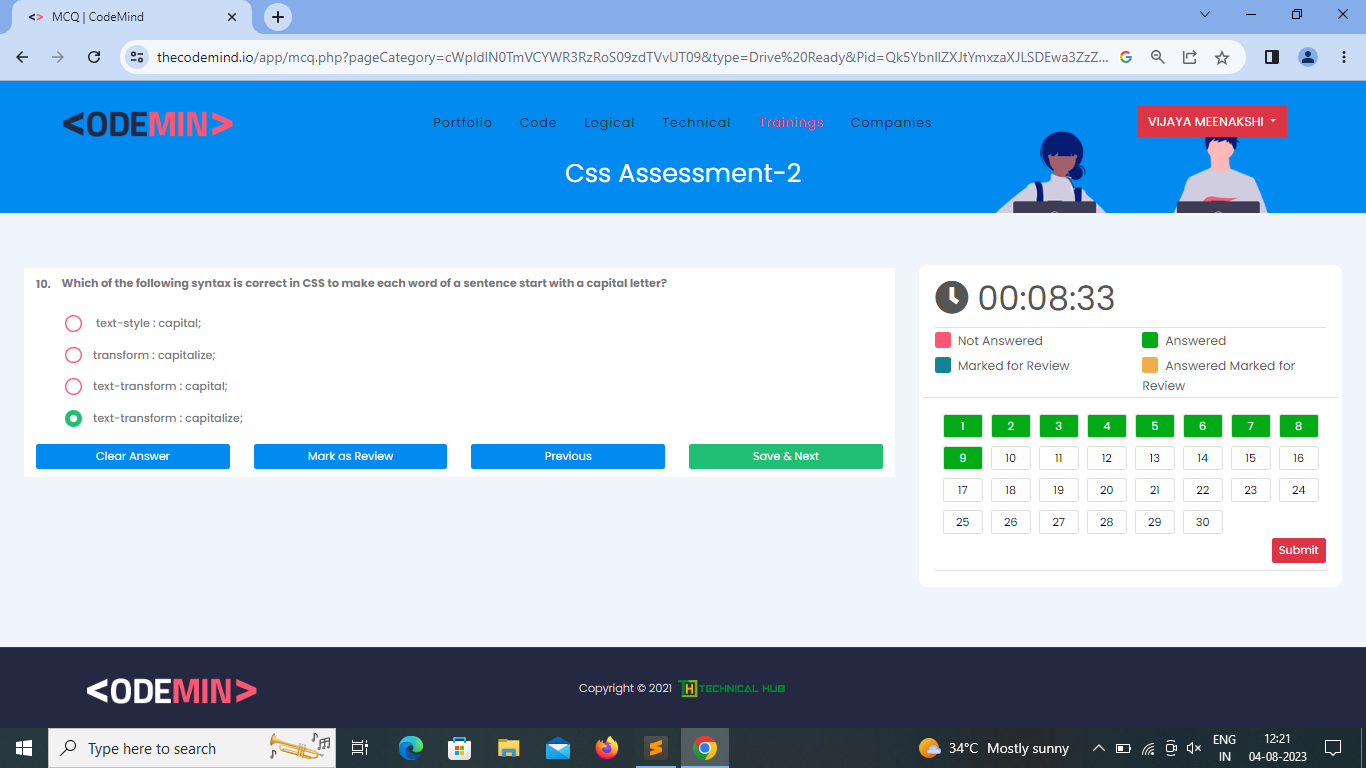 MCQ | CodeMind
thecodemind.io/app/mcq.php?pageCategory=cWpIdIN0TmVCYWR3RzRoS09zdTVvUT09&type=Drive%20Ready&Pid=Qk5YbnIlZXJtYmxzaXJLSDEwa3ZzZ...
<ODEMIN>
Portfolio Code Logical Technical Trainings Companies
VIJAYA MEENAKSHI
Css Assessment-2
10. Which of the following syntax is correct in CSS to make each word of a sentence start with a capital letter?
text-style : capital;
transform : capitalize;
text-transform : capital;
text-transform : capitalize;
Clear Answer Mark as Review Previous Save & Next
00:08:33
Not Answered Answered
Marked for Review Answered Marked for
Review
1 2 3 4 5 6 7 8
9 10 11 12 13 14 15 16
17 18 19 20 21 22 23 24
25 26 27 28 29 30
Submit
<ODEMIN>
Copyright © 2021 TH TECHNICAL HUB
Type here to search
34°C Mostly sunny
ENG
IN
12:21
04-08-2023